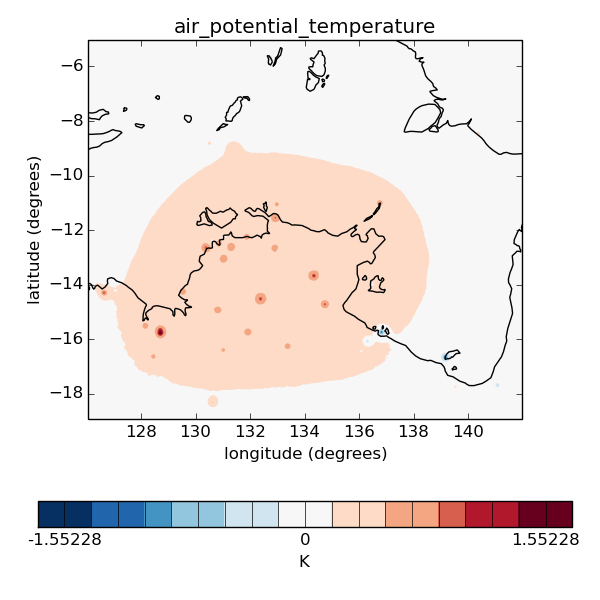 air_potential_temperature
−6
−8
−10
−12
−14
−16
−18
latitude (degrees)
128 130 132 134 136 138 140
longitude (degrees)
-1.55228 0 1.55228
K